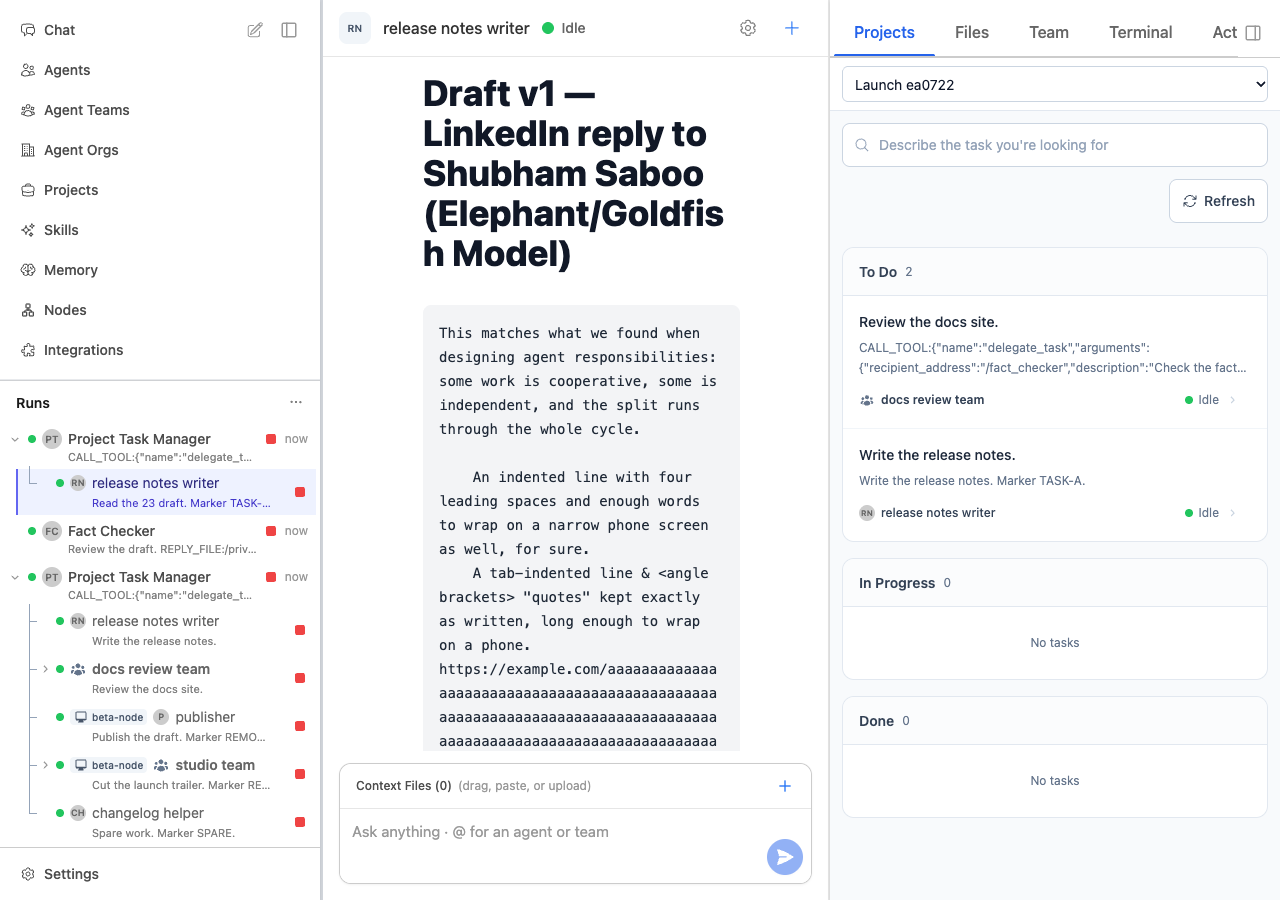 Chat
Agents
Agent Teams
Agent Orgs
Projects
Skills
Memory
Nodes
Integrations
Runs
PT Project Task Manager now
CALL_TOOL:{"name":"delegate_t...
RN release notes writer
Read the 23 draft. Marker TASK-...
FC Fact Checker now
Review the draft. REPLY_FILE:/priv...
PT Project Task Manager now
CALL_TOOL:{"name":"delegate_t...
RN release notes writer
Write the release notes.
docs review team
Review the docs site.
beta-node P publisher
Publish the draft. Marker REMO...
beta-node studio team
Cut the launch trailer. Marker RE...
CH changelog helper
Spare work. Marker SPARE.
Settings
RN release notes writer Idle
Draft v1 —
LinkedIn reply to
Shubham Saboo
(Elephant/Goldfis
h Model)
This matches what we found when
designing agent responsibilities:
some work is cooperative, some is
independent, and the split runs
through the whole cycle.
An indented line with four
leading spaces and enough words
to wrap on a narrow phone screen
as well, for sure.
A tab-indented line & <angle
brackets> "quotes" kept exactly
as written, long enough to wrap
on a phone.
https://example.com/aaaaaaaaaaaaa
aaaaaaaaaaaaaaaaaaaaaaaaaaaaaaaaa
aaaaaaaaaaaaaaaaaaaaaaaaaaaaaaaaa
aaaaaaaaaaaaaaaaaaaaaaaaaaaaaaaaa
Context Files (0) (drag, paste, or upload)
Ask anything · @ for an agent or team
Projects Files Team Terminal Act
Launch ea0722
Describe the task you're looking for
Refresh
To Do 2
Review the docs site.
CALL_TOOL:{"name":"delegate_task","arguments":
{"recipient_address":"/fact_checker","description":"Check the fact...
docs review team Idle
Write the release notes.
Write the release notes. Marker TASK-A.
RN release notes writer Idle
In Progress 0
No tasks
Done 0
No tasks